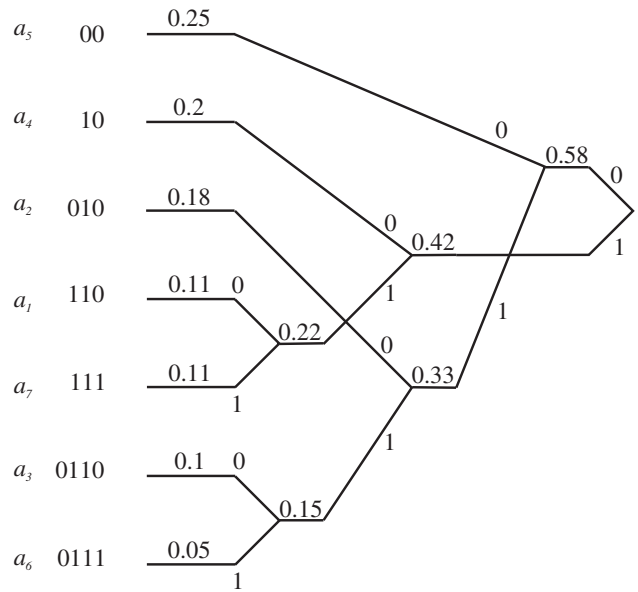 a₅ 00 0.25
0 0.58 0
a₄ 10 0.2
a₂ 010 0.18
0 0.42 1
a₁ 110 0.11 0
0.22 1 1
a₇ 111 0.11 1
0 0.33
1
a₃ 0110 0.1 0
0.15
a₆ 0111 0.05 1